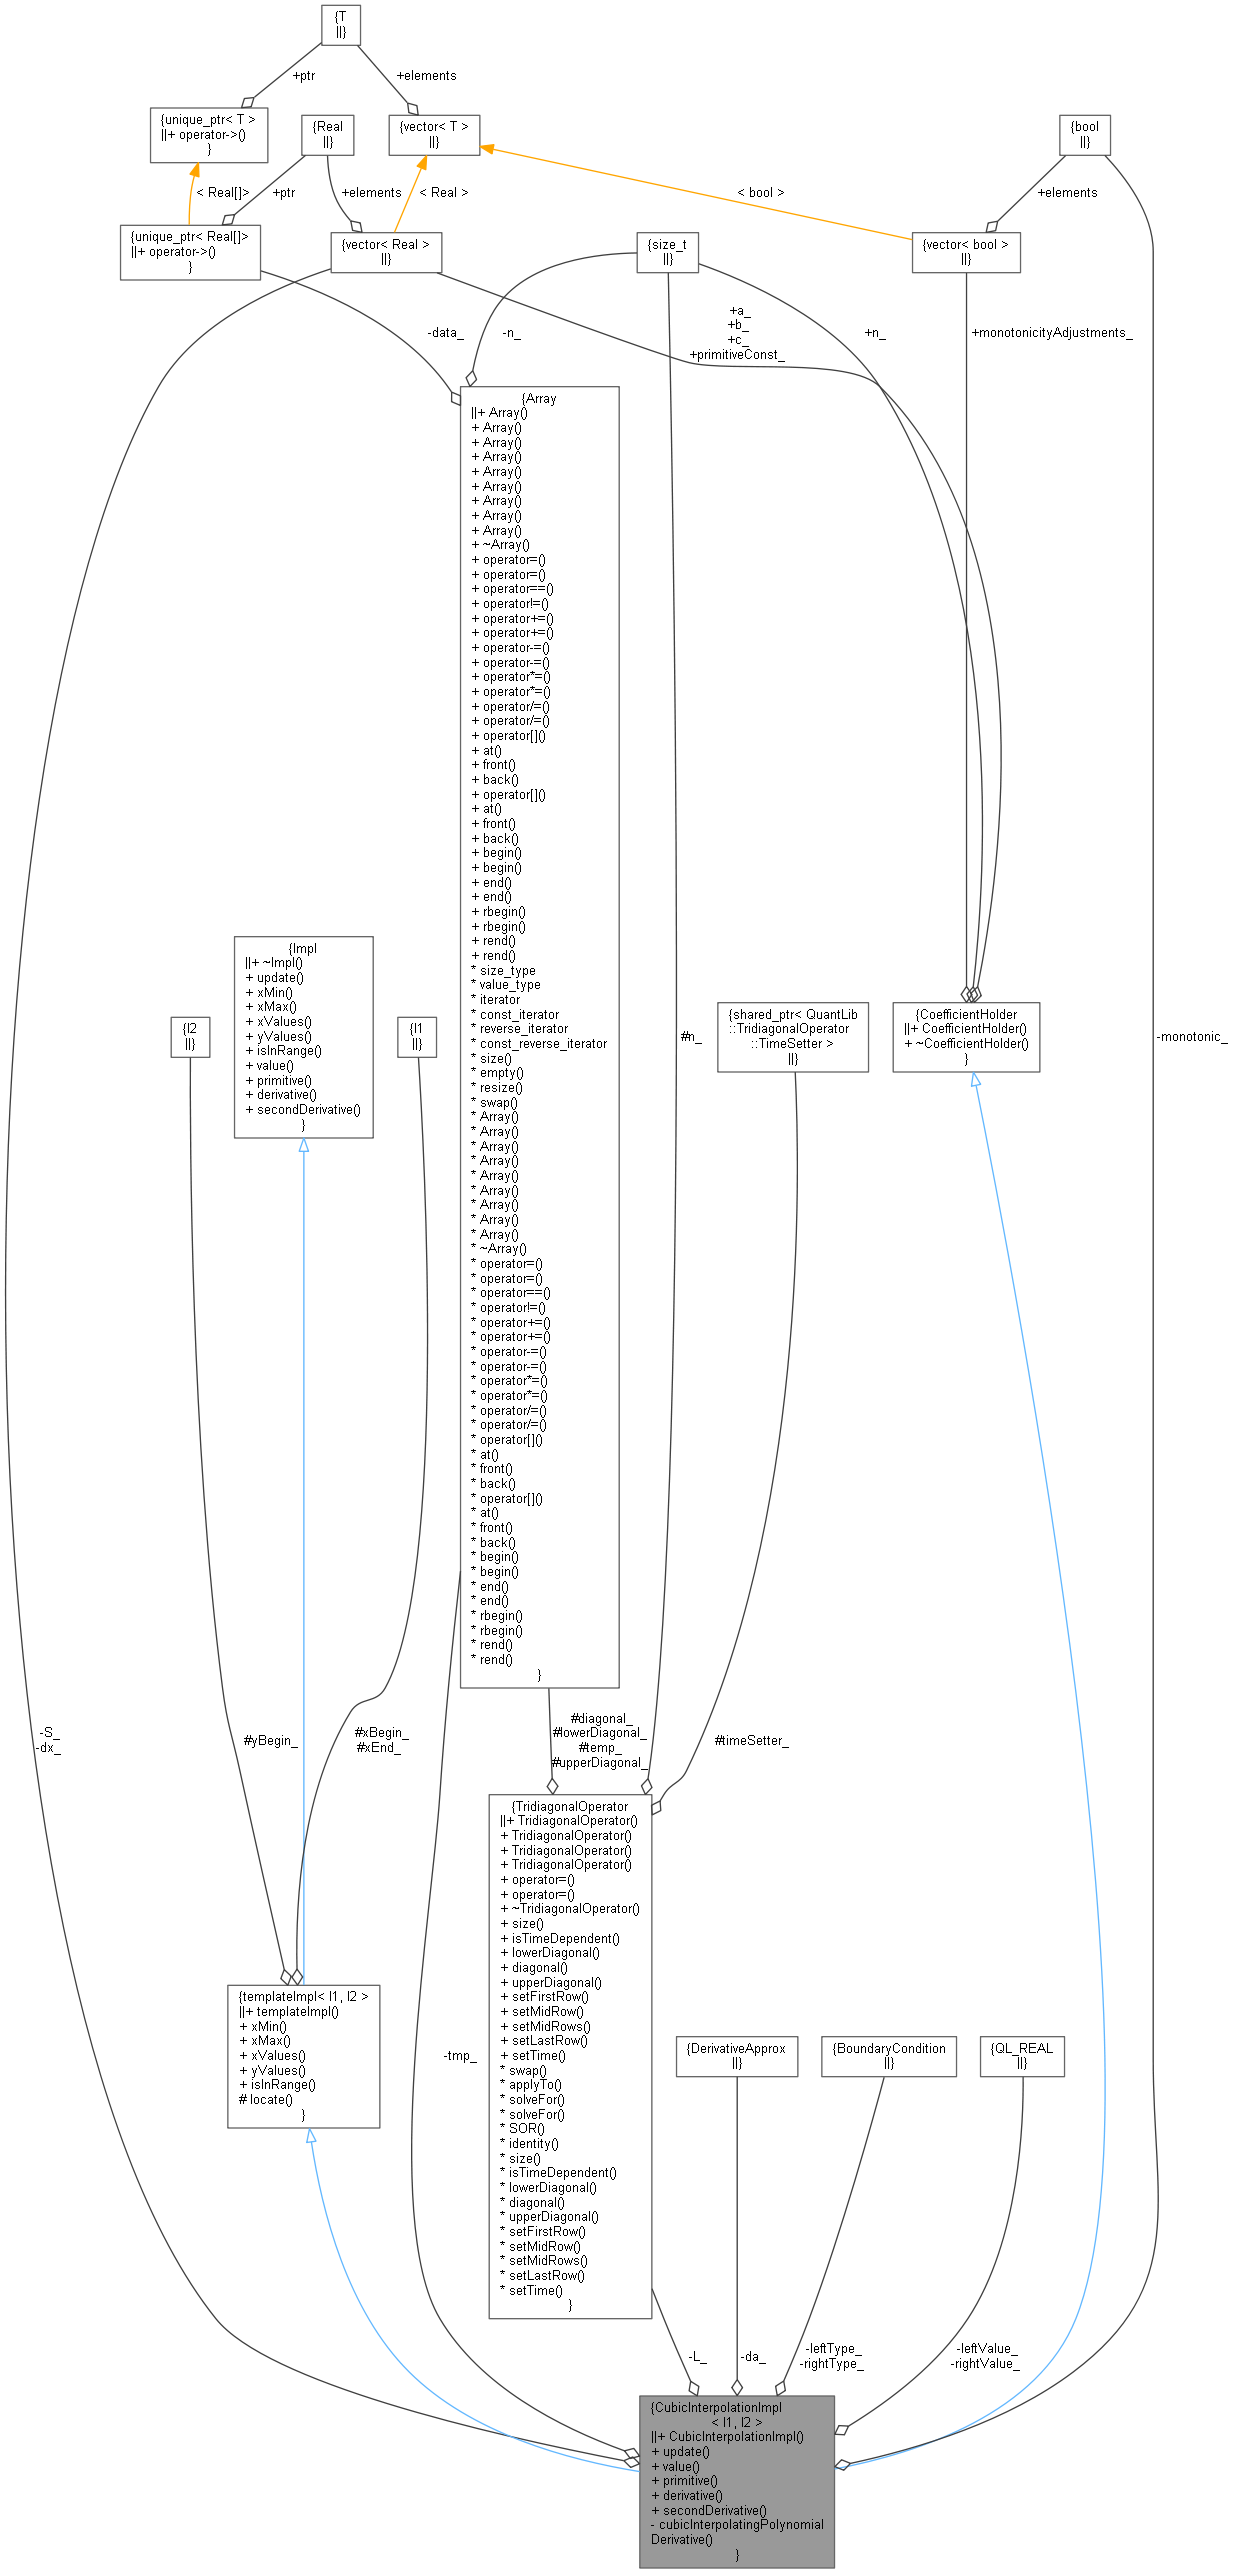 {T
||}
+ptr
+elements
{unique_ptr< T >
||+ operator->()
}
{Real
||}
{vector< T >
||}
{bool
||}
< Real[]>
+ptr
+elements
< Real >
< bool >
+elements
{unique_ptr< Real[]>
||+ operator->()
}
{vector< Real >
||}
{size_t
||}
{vector< bool >
||}
-data_
-n_
+a_
+b_
+c_
+primitiveConst_
+n_
+monotonicityAdjustments_
{Array
||+ Array()
+ Array()
+ Array()
+ Array()
+ Array()
+ Array()
+ Array()
+ Array()
+ Array()
+ ~Array()
+ operator=()
+ operator=()
+ operator==()
+ operator!=()
+ operator+=()
+ operator+=()
+ operator-=()
+ operator-=()
+ operator*=()
+ operator*=()
+ operator/=()
+ operator/=()
+ operator[]()
+ at()
+ front()
+ back()
+ operator[]()
+ at()
+ front()
+ back()
+ begin()
+ begin()
+ end()
+ end()
+ rbegin()
+ rbegin()
+ rend()
+ rend()
* size_type
* value_type
* iterator
* const_iterator
* reverse_iterator
* const_reverse_iterator
* size()
* empty()
* resize()
* swap()
* Array()
* Array()
* Array()
* Array()
* Array()
* Array()
* Array()
* Array()
* Array()
* ~Array()
* operator=()
* operator=()
* operator==()
* operator!=()
* operator+=()
* operator+=()
* operator-=()
* operator-=()
* operator*=()
* operator*=()
* operator/=()
* operator/=()
* operator[]()
* at()
* front()
* back()
* operator[]()
* at()
* front()
* back()
* begin()
* begin()
* end()
* end()
* rbegin()
* rbegin()
* rend()
* rend()
}
{Impl
||+ ~Impl()
+ update()
+ xMin()
+ xMax()
+ xValues()
+ yValues()
+ isInRange()
+ value()
+ primitive()
+ derivative()
+ secondDerivative()
}
{I2
||}
{I1
||}
#n_
{shared_ptr< QuantLib
::TridiagonalOperator
::TimeSetter >
||}
{CoefficientHolder
||+ CoefficientHolder()
+ ~CoefficientHolder()
}
-monotonic_
-S_
-dx_
#yBegin_
#xBegin_
#xEnd_
#diagonal_
#lowerDiagonal_
#temp_
#upperDiagonal_
#timeSetter_
{TridiagonalOperator
||+ TridiagonalOperator()
+ TridiagonalOperator()
+ TridiagonalOperator()
+ TridiagonalOperator()
+ operator=()
+ operator=()
+ ~TridiagonalOperator()
+ size()
+ isTimeDependent()
+ lowerDiagonal()
+ diagonal()
+ upperDiagonal()
+ setFirstRow()
+ setMidRow()
+ setMidRows()
+ setLastRow()
+ setTime()
* swap()
* applyTo()
* solveFor()
* solveFor()
* SOR()
* identity()
* size()
* isTimeDependent()
* lowerDiagonal()
* diagonal()
* upperDiagonal()
* setFirstRow()
* setMidRow()
* setMidRows()
* setLastRow()
* setTime()
}
{templateImpl< I1, I2 >
||+ templateImpl()
+ xMin()
+ xMax()
+ xValues()
+ yValues()
+ isInRange()
# locate()
}
-tmp_
{DerivativeApprox
||}
{BoundaryCondition
||}
{QL_REAL
||}
-L_
-da_
-leftType_
-rightType_
-leftValue_
-rightValue_
{CubicInterpolationImpl
< I1, I2 >
||+ CubicInterpolationImpl()
+ update()
+ value()
+ primitive()
+ derivative()
+ secondDerivative()
- cubicInterpolatingPolynomial
Derivative()
}